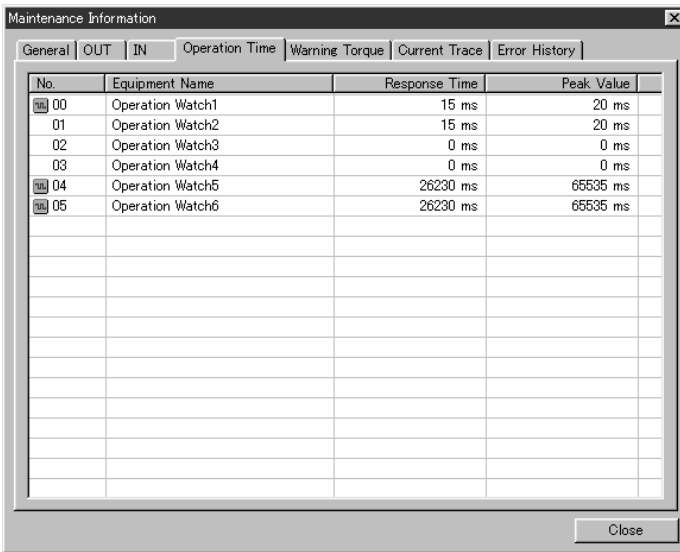 Maintenance Information
General OUT IN Operation Time Warning Torque Current Trace Error History
No. Equipment Name Response Time Peak Value
00 Operation Watch1 15 ms 20 ms
01 Operation Watch2 15 ms 20 ms
02 Operation Watch3 0 ms 0 ms
03 Operation Watch4 0 ms 0 ms
04 Operation Watch5 26230 ms 65535 ms
05 Operation Watch6 26230 ms 65535 ms
Close